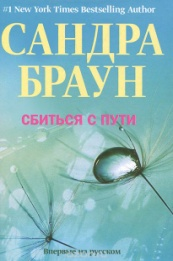 #1 New York Times Bestselling Author
САНДРА
БРАУН
СБИТЬСЯ С ПУТИ
Впервые на русском